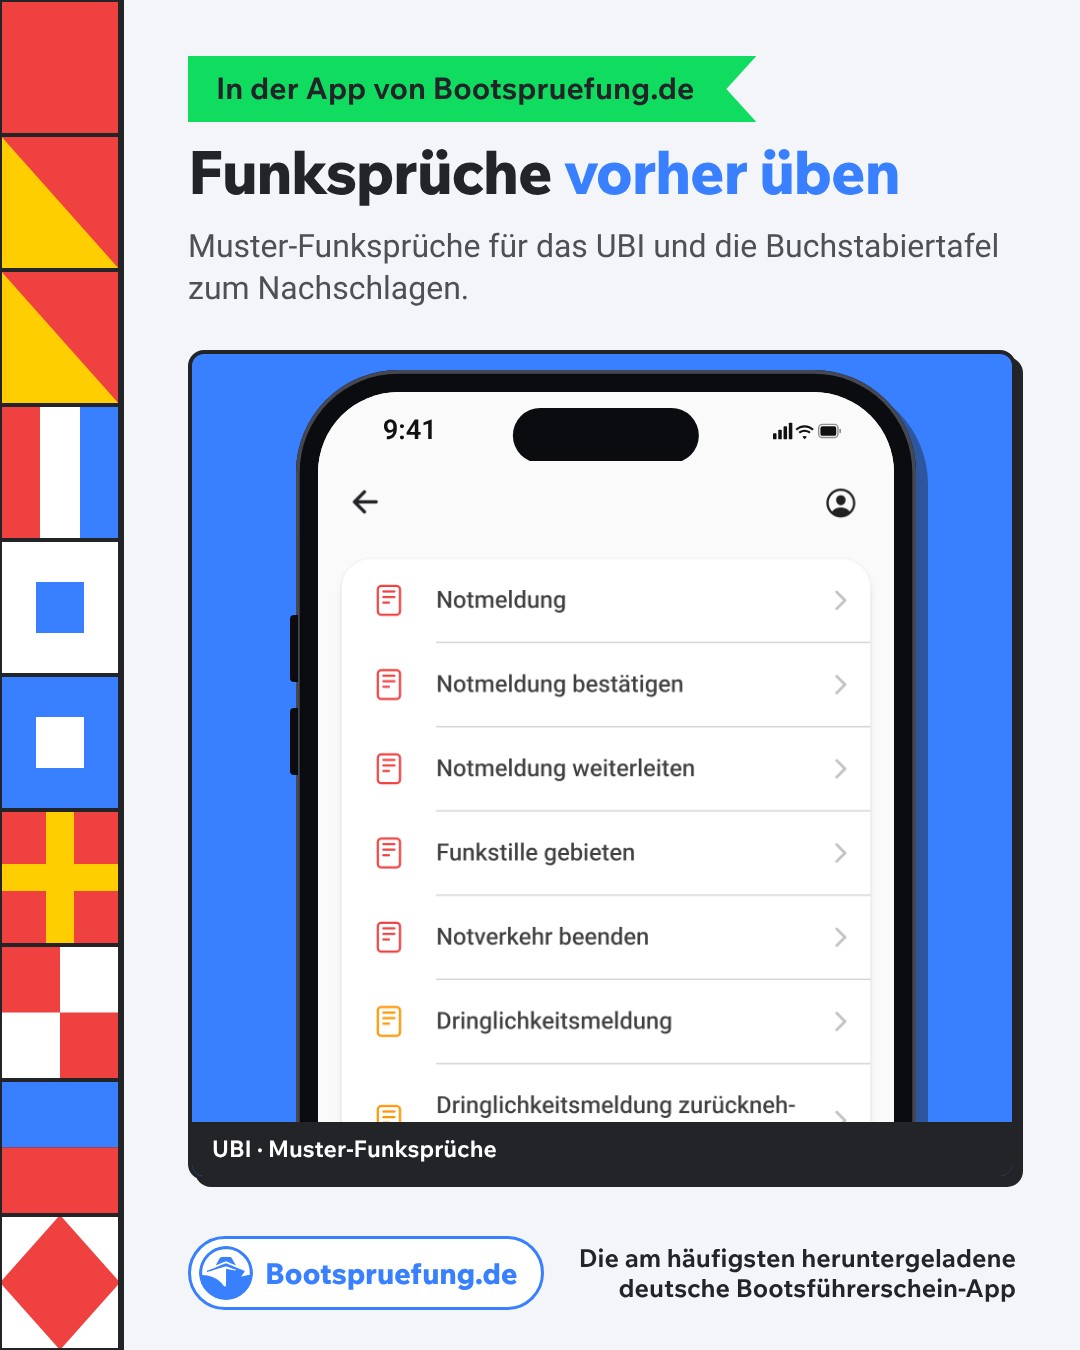 In der App von Bootspruefung.de
Funksprüche vorher üben
Muster-Funksprüche für das UBI und die Buchstabiertafel
zum Nachschlagen.
9:41
Notmeldung
Notmeldung bestätigen
Notmeldung weiterleiten
Funkstille gebieten
Notverkehr beenden
Dringlichkeitsmeldung
Dringlichkeitsmeldung zurückneh-
UBI · Muster-Funksprüche
Bootspruefung.de
Die am häufigsten heruntergeladene
deutsche Bootsführerschein-App